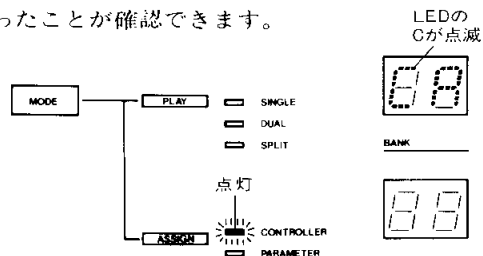 ったことが確認できます。
LEDの
Cが点滅
CA
MODE
PLAY
SINGLE
DUAL
SPLIT
BANK
点灯
ASSIGN
CONTROLLER
PARAMETER